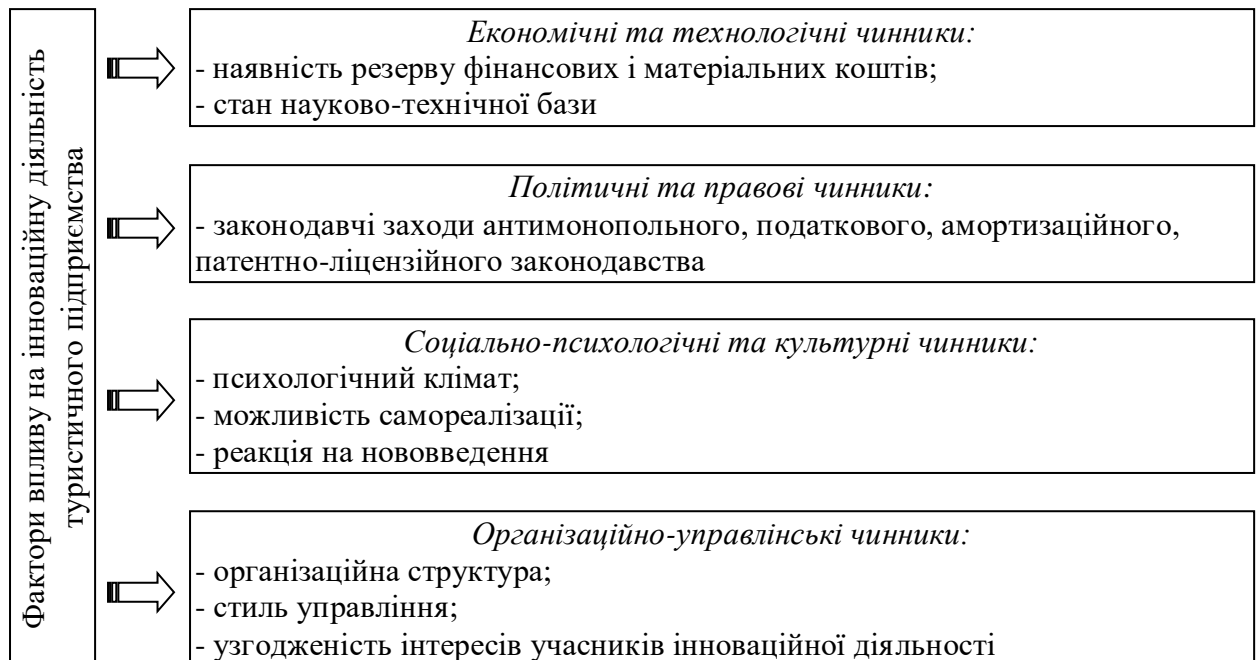 Фактори впливу на інноваційну діяльність
туристичного підприємства
Економічні та технологічні чинники:
- наявність резерву фінансових і матеріальних коштів;
- стан науково-технічної бази
Політичні та правові чинники:
- законодавчі заходи антимонопольного, податкового, амортизаційного,
патентно-ліцензійного законодавства
Соціально-психологічні та культурні чинники:
- психологічний клімат;
- можливість самореалізації;
- реакція на нововведення
Організаційно-управлінські чинники:
- організаційна структура;
- стиль управління;
- узгодженість інтересів учасників інноваційної діяльності